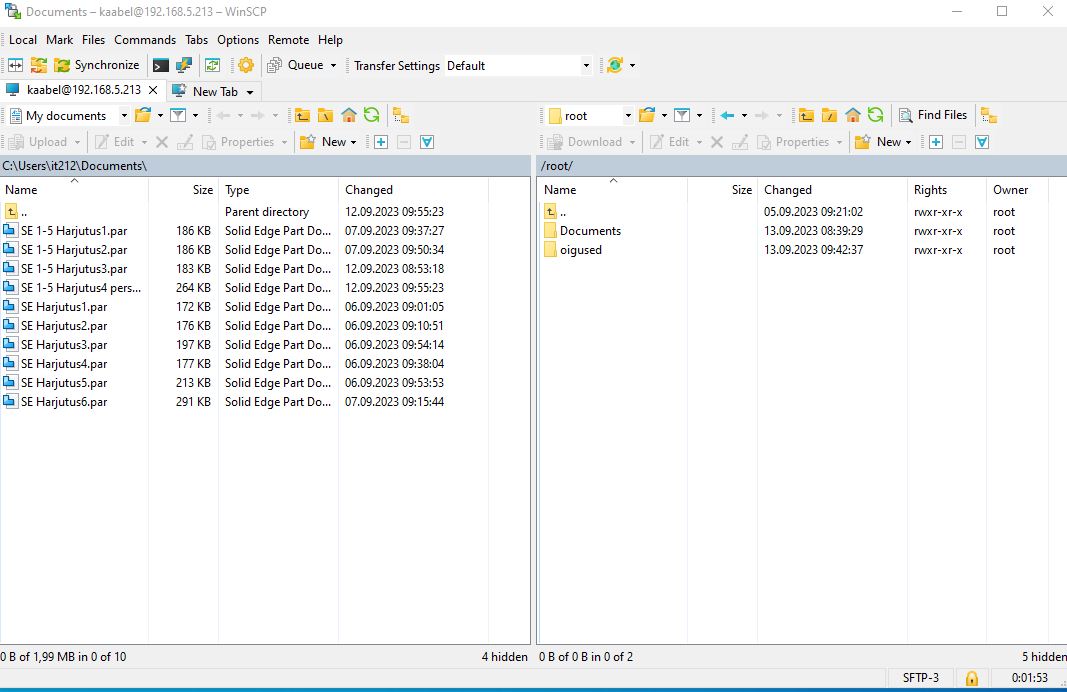 Documents – kaabel@192.168.5.213 – WinSCP
Local Mark Files Commands Tabs Options Remote Help
Synchronize Queue Transfer Settings Default
kaabel@192.168.5.213 New Tab
My documents root Find Files
Upload Edit Properties New Download Edit Properties New
C:\Users\it212\Documents\ /root/
Name Size Type Changed Name Size Changed Rights Owner
.. Parent directory 12.09.2023 09:55:23 .. 05.09.2023 09:21:02 rwxr-xr-x root
SE 1-5 Harjutus1.par 186 KB Solid Edge Part Do... 07.09.2023 09:37:27 Documents 13.09.2023 08:39:29 rwxr-xr-x root
SE 1-5 Harjutus2.par 186 KB Solid Edge Part Do... 07.09.2023 09:50:34 oigused 13.09.2023 09:42:37 rwxr-xr-x root
SE 1-5 Harjutus3.par 183 KB Solid Edge Part Do... 12.09.2023 08:53:18
SE 1-5 Harjutus4 pers... 264 KB Solid Edge Part Do... 12.09.2023 09:55:23
SE Harjutus1.par 172 KB Solid Edge Part Do... 06.09.2023 09:01:05
SE Harjutus2.par 176 KB Solid Edge Part Do... 06.09.2023 09:10:51
SE Harjutus3.par 197 KB Solid Edge Part Do... 06.09.2023 09:54:14
SE Harjutus4.par 177 KB Solid Edge Part Do... 06.09.2023 09:38:04
SE Harjutus5.par 213 KB Solid Edge Part Do... 06.09.2023 09:53:53
SE Harjutus6.par 291 KB Solid Edge Part Do... 07.09.2023 09:15:44
0 B of 1,99 MB in 0 of 10 4 hidden 0 B of 0 B in 0 of 2 5 hidden
SFTP-3 0:01:53